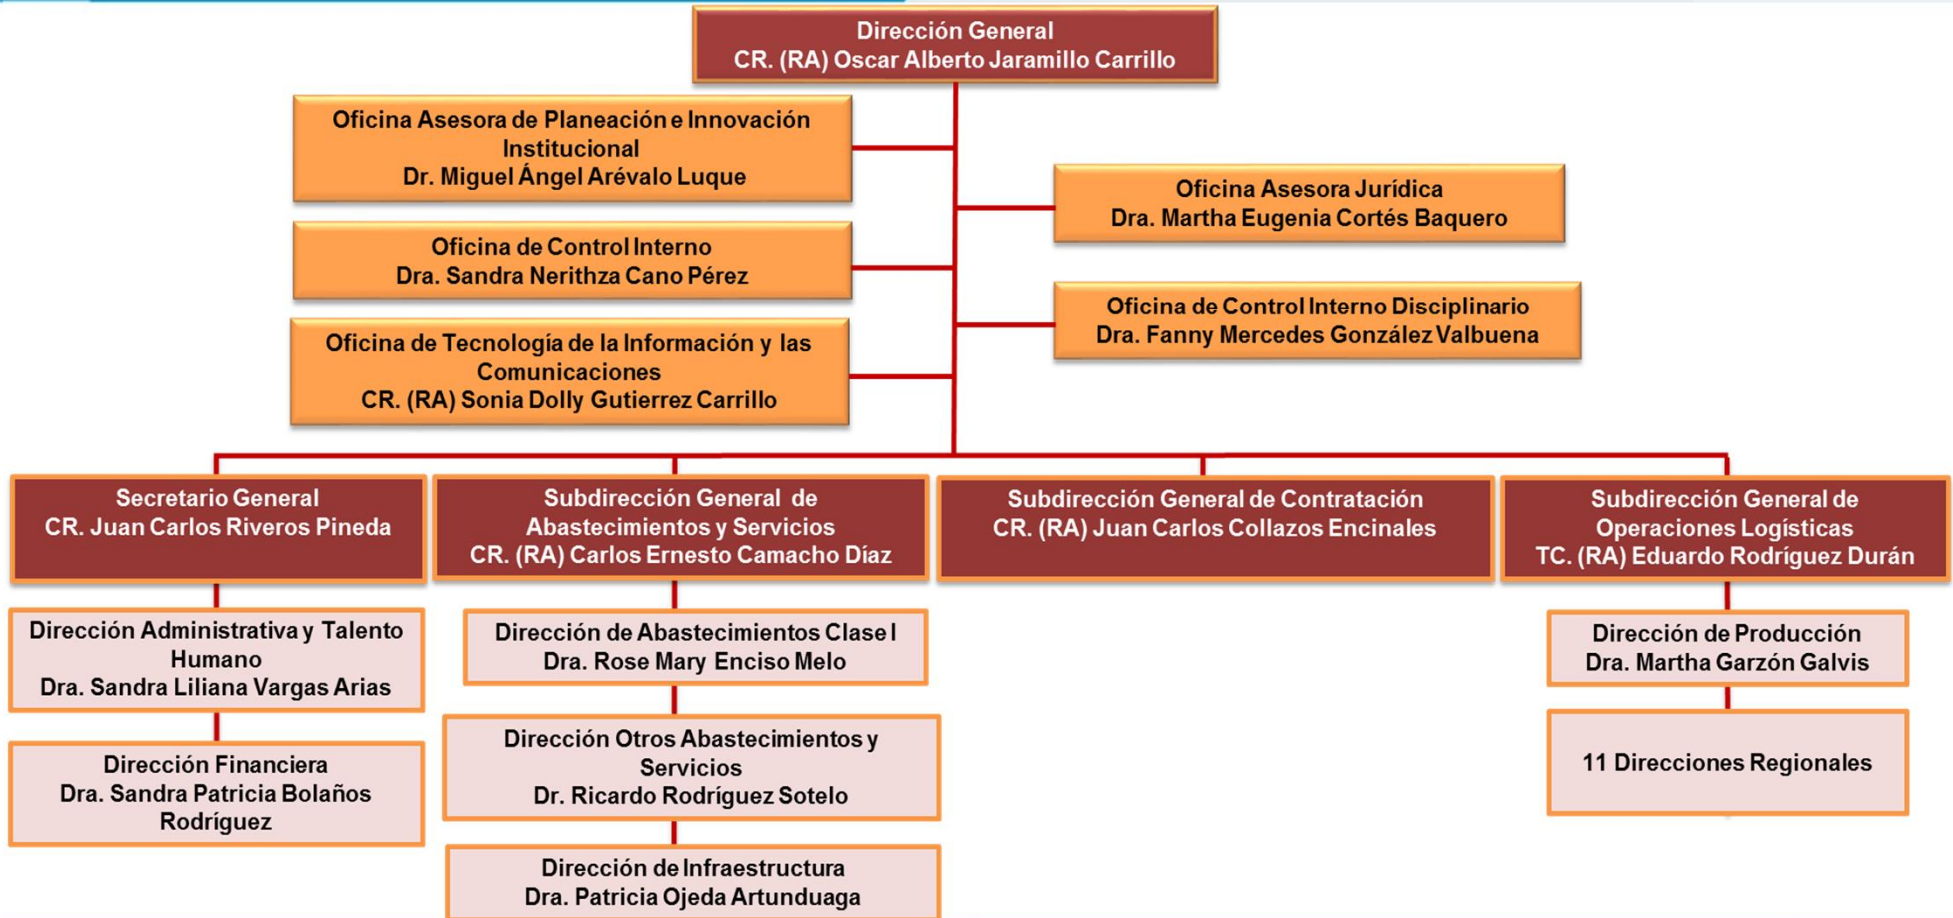 Dirección General
CR. (RA) Oscar Alberto Jaramillo Carrillo
Oficina Asesora de Planeación e Innovación
Institucional
Dr. Miguel Ángel Arévalo Luque
Oficina Asesora Jurídica
Dra. Martha Eugenia Cortés Baquero
Oficina de Control Interno
Dra. Sandra Nerithza Cano Pérez
Oficina de Control Interno Disciplinario
Dra. Fanny Mercedes González Valbuena
Oficina de Tecnología de la Información y las
Comunicaciones
CR. (RA) Sonia Dolly Gutierrez Carrillo
Secretario General
CR. Juan Carlos Riveros Pineda
Subdirección General de
Abastecimientos y Servicios
CR. (RA) Carlos Ernesto Camacho Díaz
Subdirección General de Contratación
CR. (RA) Juan Carlos Collazos Encinales
Subdirección General de
Operaciones Logísticas
TC. (RA) Eduardo Rodríguez Durán
Dirección Administrativa y Talento
Humano
Dra. Sandra Liliana Vargas Arias
Dirección de Abastecimientos Clase I
Dra. Rose Mary Enciso Melo
Dirección de Producción
Dra. Martha Garzón Galvis
Dirección Financiera
Dra. Sandra Patricia Bolaños
Rodríguez
Dirección Otros Abastecimientos y
Servicios
Dr. Ricardo Rodríguez Sotelo
11 Direcciones Regionales
Dirección de Infraestructura
Dra. Patricia Ojeda Artunduaga